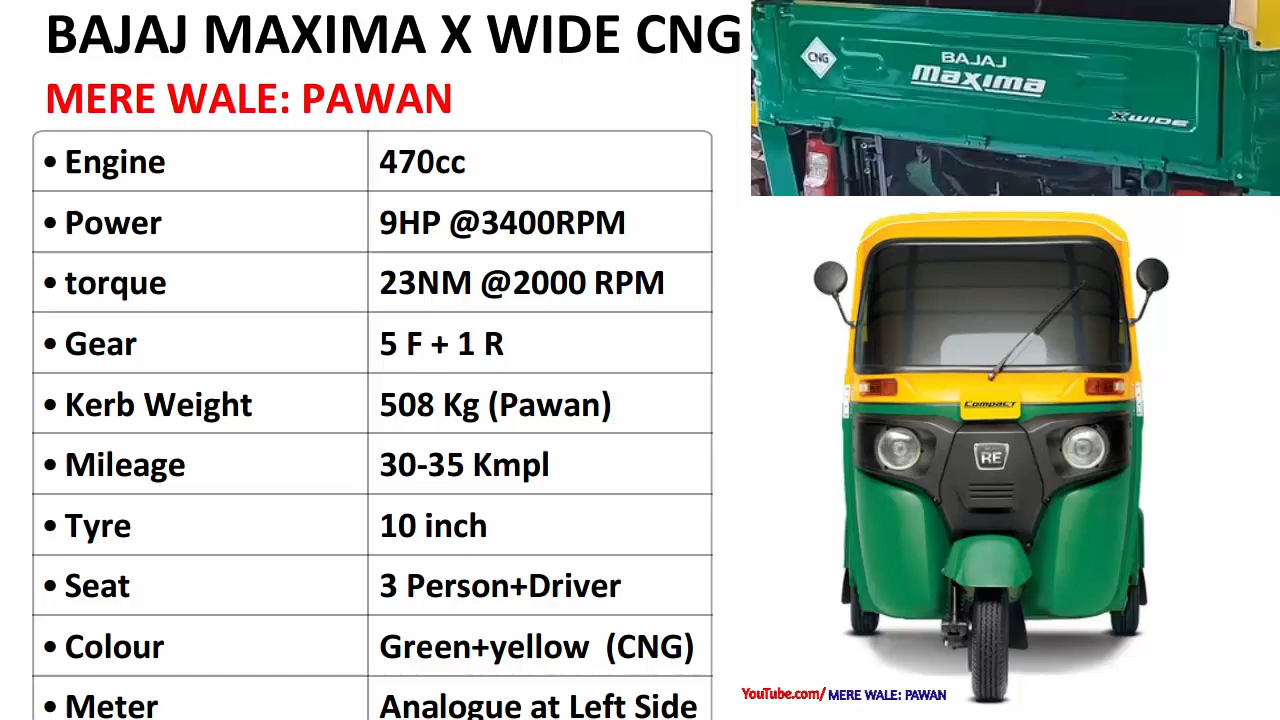 BAJAJ MAXIMA X WIDE CNG
MERE WALE: PAWAN
• Engine 470cc
• Power 9HP @3400RPM
• torque 23NM @2000 RPM
• Gear 5 F + 1 R
• Kerb Weight 508 Kg (Pawan)
• Mileage 30-35 Kmpl
• Tyre 10 inch
• Seat 3 Person+Driver
• Colour Green+yellow (CNG)
• Meter Analogue at Left Side
CNG
BAJAJ
maxima
XWIDE
COMPACT
RE
YouTube.com/ MERE WALE: PAWAN